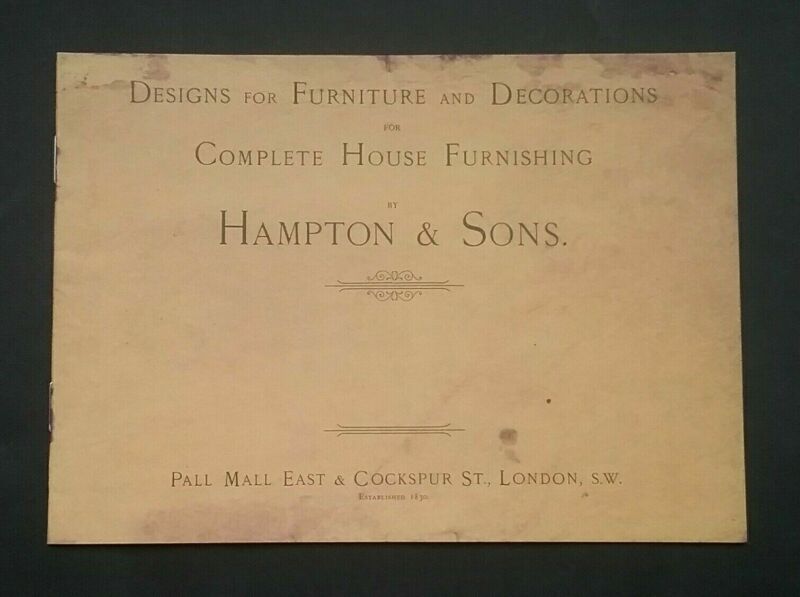 DESIGNS FOR FURNITURE AND DECORATIONS
FOR
COMPLETE HOUSE FURNISHING
BY
HAMPTON & SONS.
PALL MALL EAST & COCKSPUR ST., LONDON, S.W.
ESTABLISHED 1830.